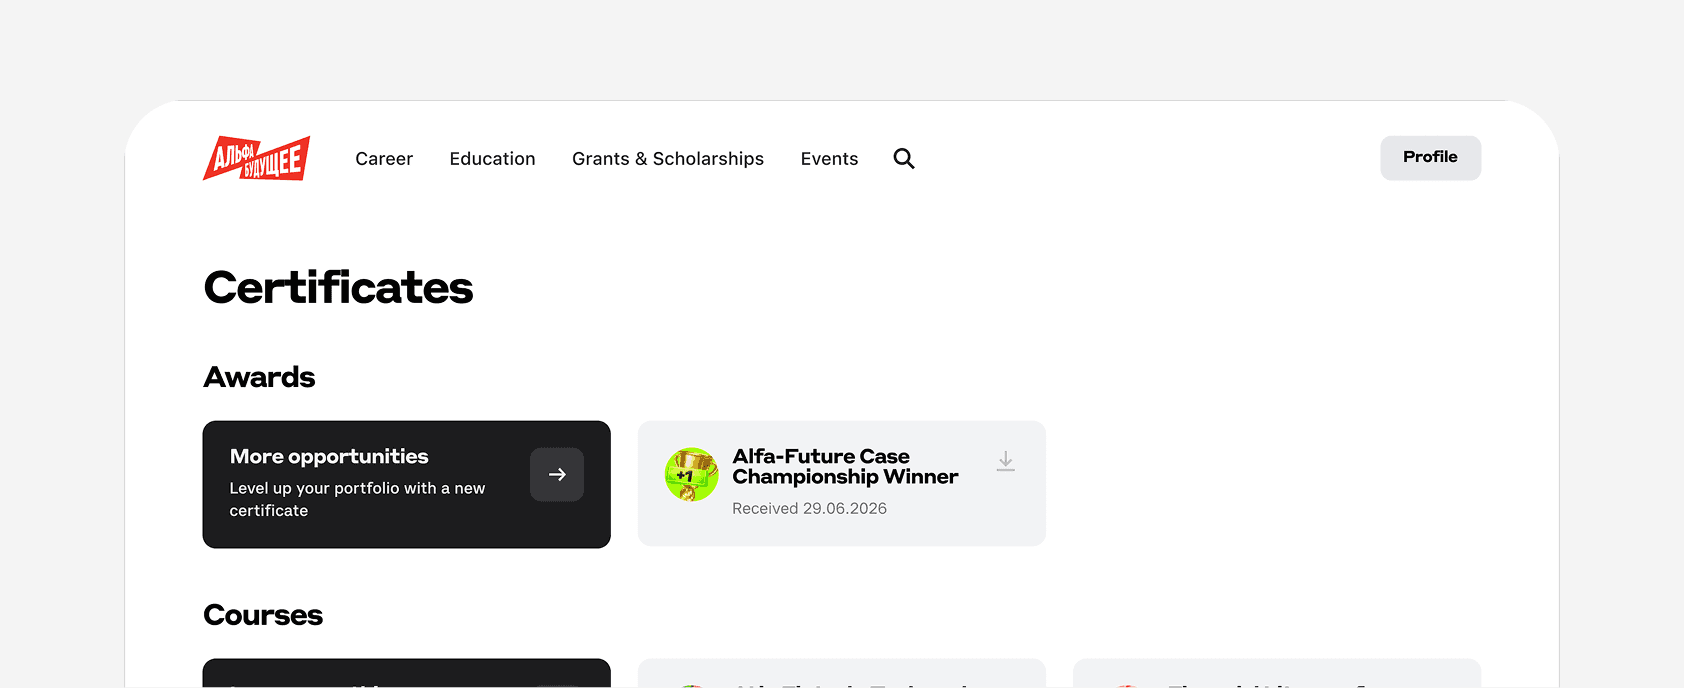 АЛЬФА
БУДУЩЕЕ
Career
Education
Grants & Scholarships
Events
Profile
Certificates
Awards
More opportunities
Level up your portfolio with a new
certificate
+1
Alfa-Future Case
Championship Winner
Received 29.06.2026
Courses